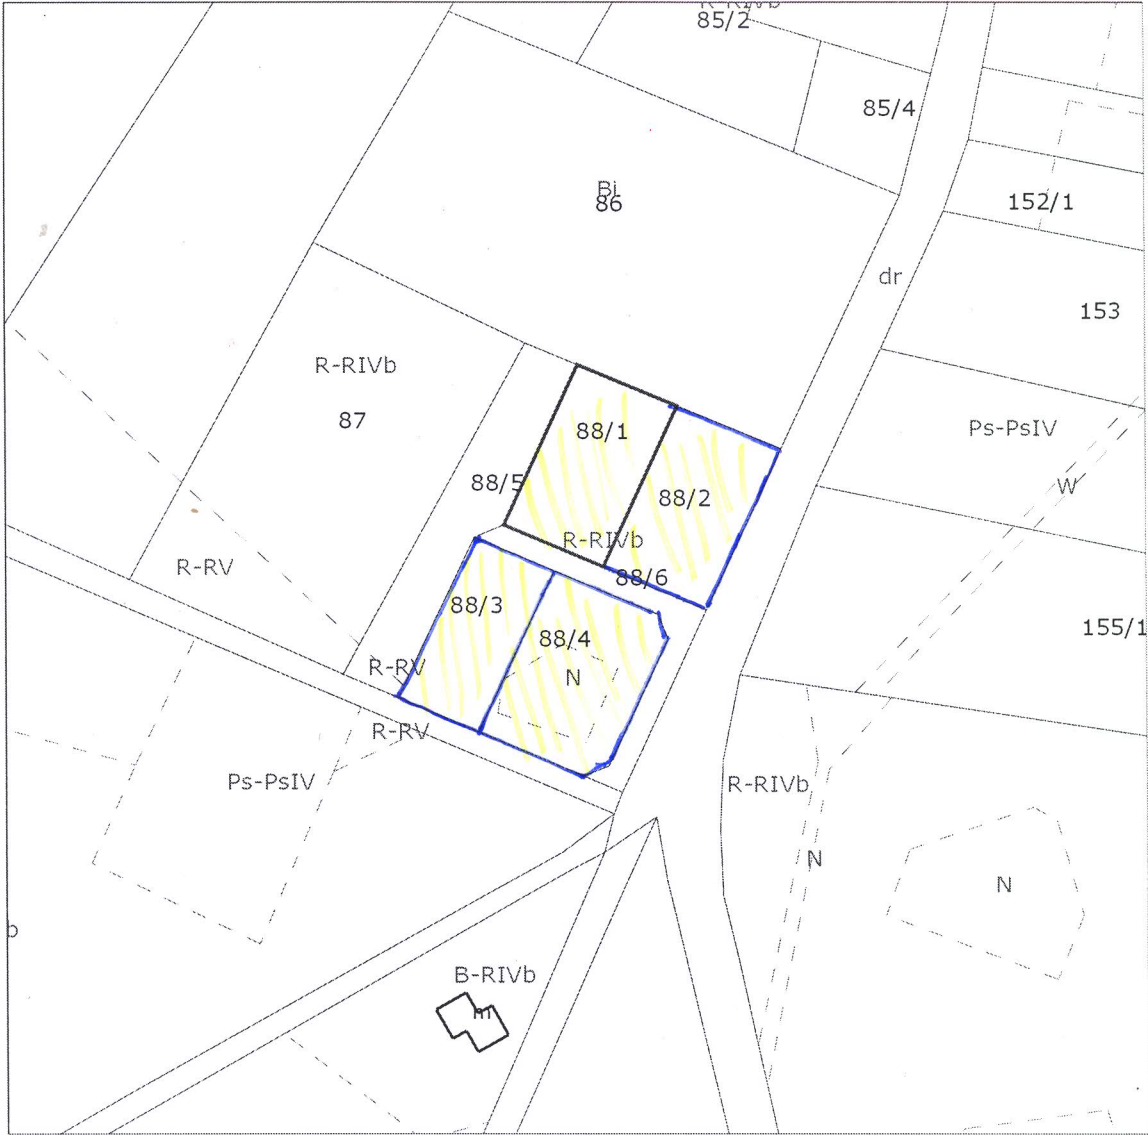 R-RIVb
85/2
85/4
Bi
86
152/1
dr
153
R-RIVb
87
88/1
Ps-PsIV
88/5
88/2
W
R-RIVb
R-RV
88/6
88/3
155/1
88/4
R-RV
N
R-RV
Ps-PsIV
R-RIVb
N
N
b
B-RIVb
m